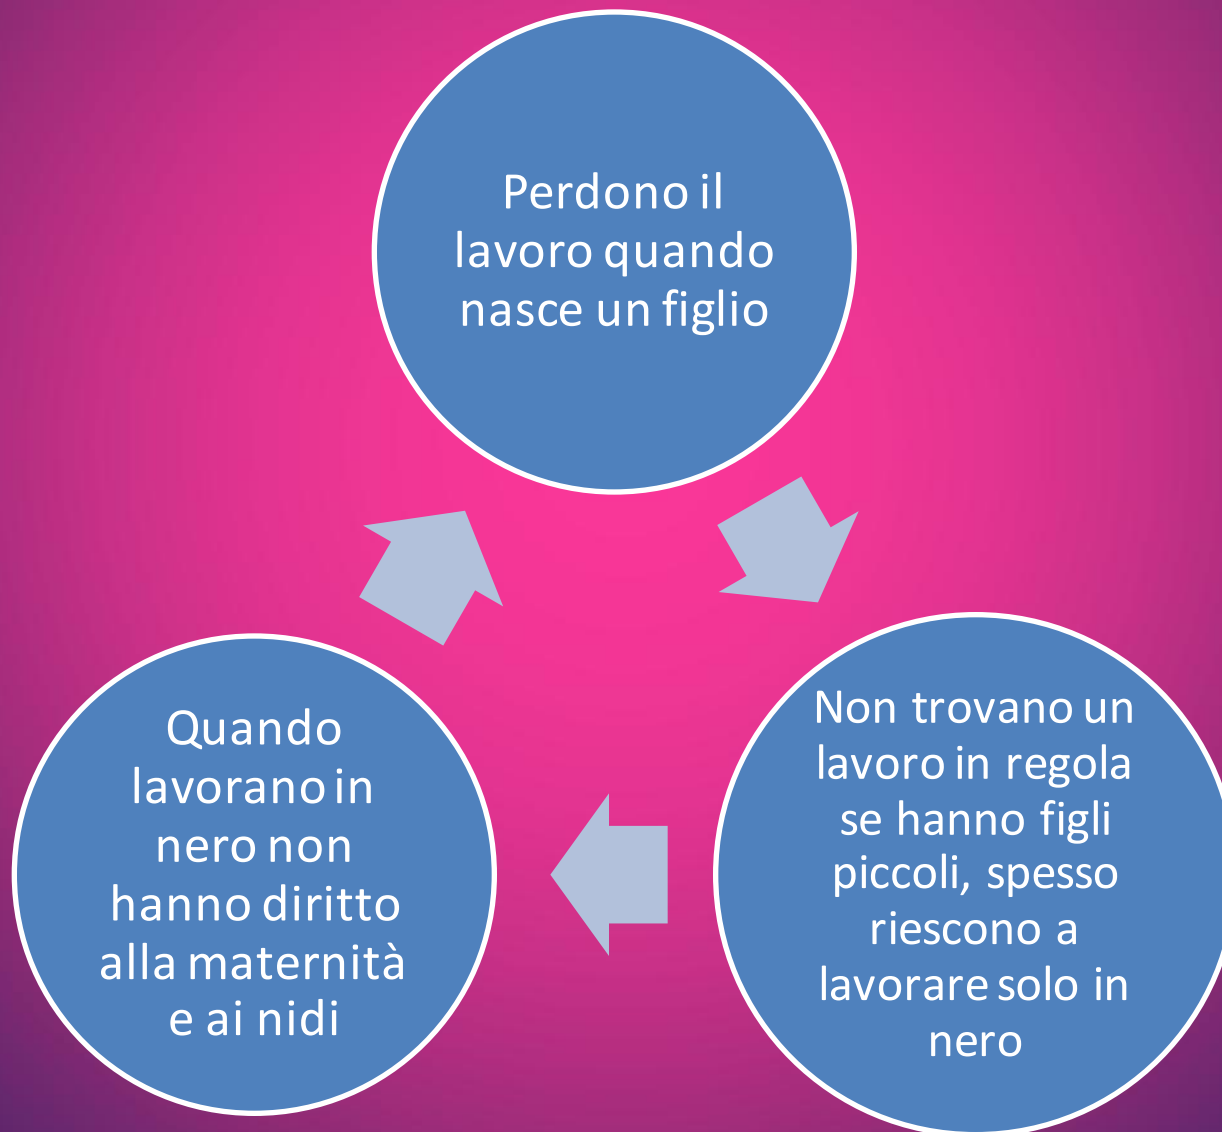 Perdono il
lavoro quando
nasce un figlio
Non trovano un
lavoro in regola
se hanno figli
piccoli, spesso
riescono a
lavorare solo in
nero
Quando
lavorano in
nero non
hanno diritto
alla maternità
e ai nidi